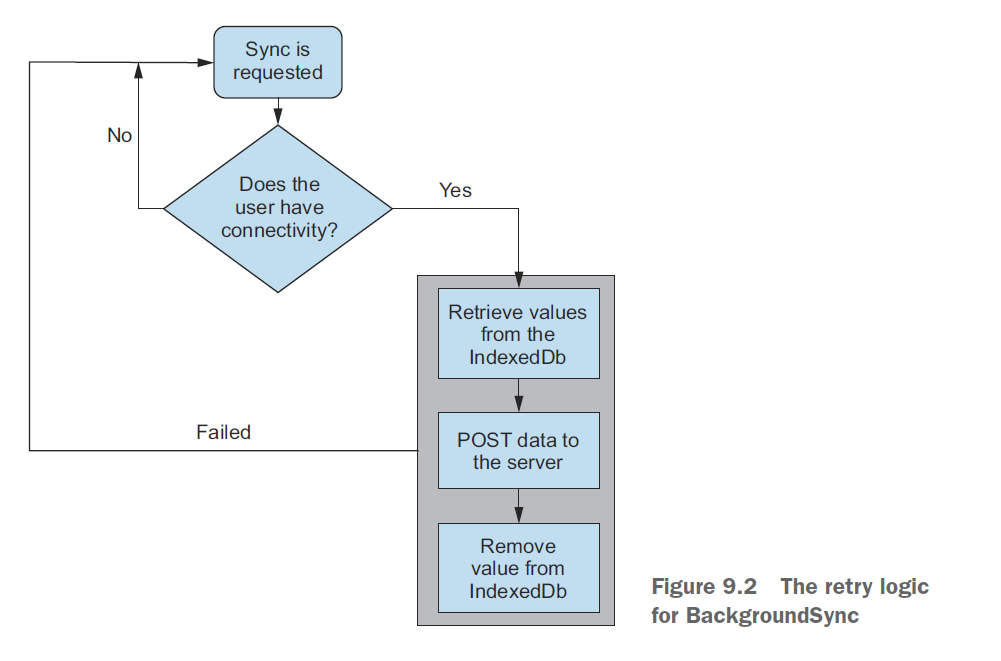 Sync is
requested
No
Does the
user have
connectivity?
Yes
Retrieve values
from the
IndexedDb
Failed
POST data to
the server
Remove
value from
IndexedDb
Figure 9.2 The retry logic
for BackgroundSync